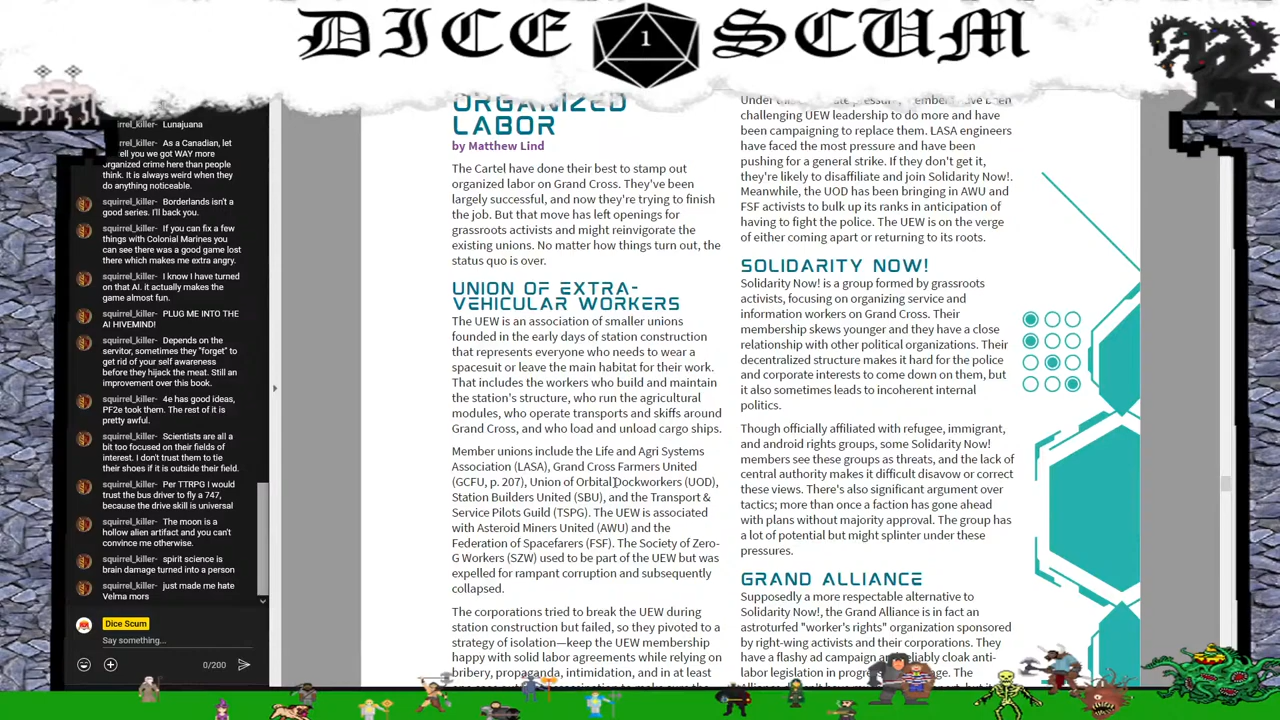 DICE 1 SCUM
squirrel_killer- Lunajuana
squirrel_killer- As a Canadian, let
tell you we got WAY more
organized crime here than people
think. It is always weird when they
do anything noticeable.
squirrel_killer- Borderlands isn't a
good series. I'll back you.
squirrel_killer- If you can fix a few
things with Colonial Marines you
can see there was a good game lost
there which makes me extra angry.
squirrel_killer- I know I have turned
on that AI. it actually makes the
game almost fun.
squirrel_killer- PLUG ME INTO THE
AI HIVEMIND!
squirrel_killer- Depends on the
servitor, sometimes they "forget" to
get rid of your self awareness
before they hijack the meat. Still an
improvement over this book.
squirrel_killer- 4e has good ideas,
PF2e took them. The rest of it is
pretty awful.
squirrel_killer- Scientists are all a
bit too focused on their fields of
interest. I don't trust them to tie
their shoes if it is outside their field.
squirrel_killer- Per TTRPG I would
trust the bus driver to fly a 747,
because the drive skill is universal
squirrel_killer- The moon is a
hollow alien artifact and you can't
convince me otherwise.
squirrel_killer- spirit science is
brain damage turned into a person
squirrel_killer- just made me hate
Velma mors
Dice Scum
Say something...
0/200
ORGANIZED
LABOR
by Matthew Lind
The Cartel have done their best to stamp out
organized labor on Grand Cross. They've been
largely successful, and now they're trying to finish
the job. But that move has left openings for
grassroots activists and might reinvigorate the
existing unions. No matter how things turn out, the
status quo is over.
UNION OF EXTRA-
VEHICULAR WORKERS
The UEW is an association of smaller unions
founded in the early days of station construction
that represents everyone who needs to wear a
spacesuit or leave the main habitat for their work.
That includes the workers who build and maintain
the station's structure, who run the agricultural
modules, who operate transports and skiffs around
Grand Cross, and who load and unload cargo ships.
Member unions include the Life and Agri Systems
Association (LASA), Grand Cross Farmers United
(GCFU, p. 207), Union of Orbital Dockworkers (UOD),
Station Builders United (SBU), and the Transport &
Service Pilots Guild (TSPG). The UEW is associated
with Asteroid Miners United (AWU) and the
Federation of Spacefarers (FSF). The Society of Zero-
G Workers (SZW) used to be part of the UEW but was
expelled for rampant corruption and subsequently
collapsed.
The corporations tried to break the UEW during
station construction but failed, so they pivoted to a
strategy of isolation—keep the UEW membership
happy with solid labor agreements while relying on
bribery, propaganda, intimidation, and in at least
Under pressure, members have been
challenging UEW leadership to do more and have
been campaigning to replace them. LASA engineers
have faced the most pressure and have been
pushing for a general strike. If they don't get it,
they're likely to disaffiliate and join Solidarity Now!.
Meanwhile, the UOD has been bringing in AWU and
FSF activists to bulk up its ranks in anticipation of
having to fight the police. The UEW is on the verge
of either coming apart or returning to its roots.
SOLIDARITY NOW!
Solidarity Now! is a group formed by grassroots
activists, focusing on organizing service and
information workers on Grand Cross. Their
membership skews younger and they have a close
relationship with other political organizations. Their
decentralized structure makes it hard for the police
and corporate interests to come down on them, but
it also sometimes leads to incoherent internal
politics.
Though officially affiliated with refugee, immigrant,
and android rights groups, some Solidarity Now!
members see these groups as threats, and the lack of
central authority makes it difficult disavow or correct
these views. There's also significant argument over
tactics; more than once a faction has gone ahead
with plans without majority approval. The group has
a lot of potential but might splinter under these
pressures.
GRAND ALLIANCE
Supposedly a more respectable alternative to
Solidarity Now!, the Grand Alliance is in fact an
astroturfed "worker's rights" organization sponsored
by right-wing activists and their corporations. They
have a flashy ad campaign and reliably cloak anti-
labor legislation in The